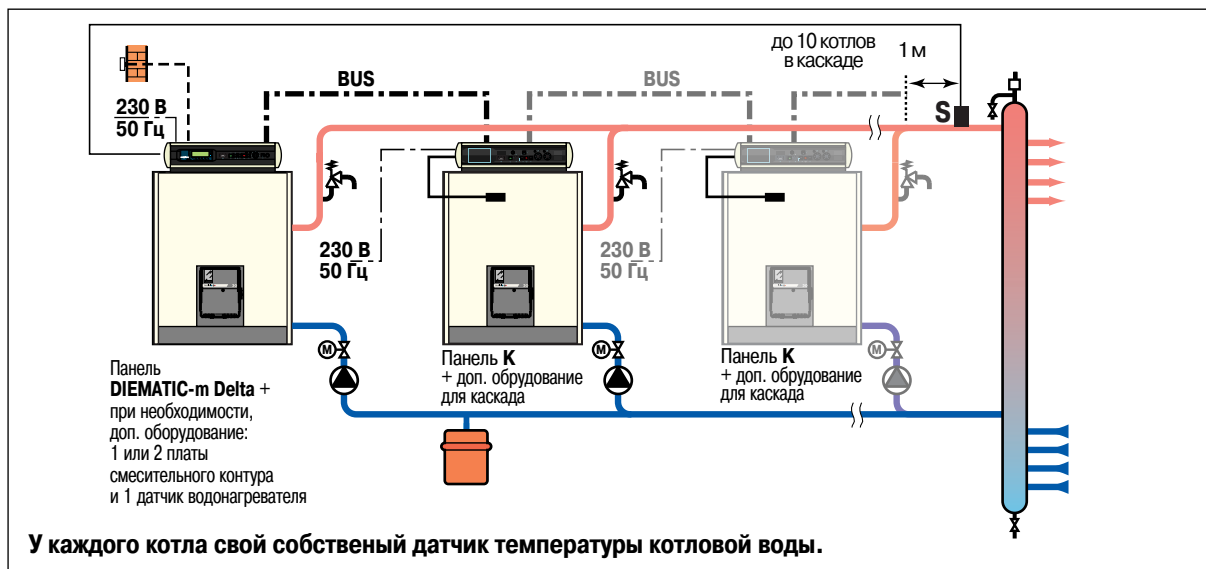 до 10 котлов
в каскаде
1 м
BUS
BUS
230 В
50 Гц
S
230 В
50 Гц
230 В
50 Гц
M
M
M
Панель
DIEMATIC-m Delta +
при необходимости,
доп. оборудование:
1 или 2 платы
смесительного контура
и 1 датчик водонагревателя
Панель K
+ доп. обрудование
для каскада
Панель K
+ доп. обрудование
для каскада
У каждого котла свой собственый датчик температуры котловой воды.